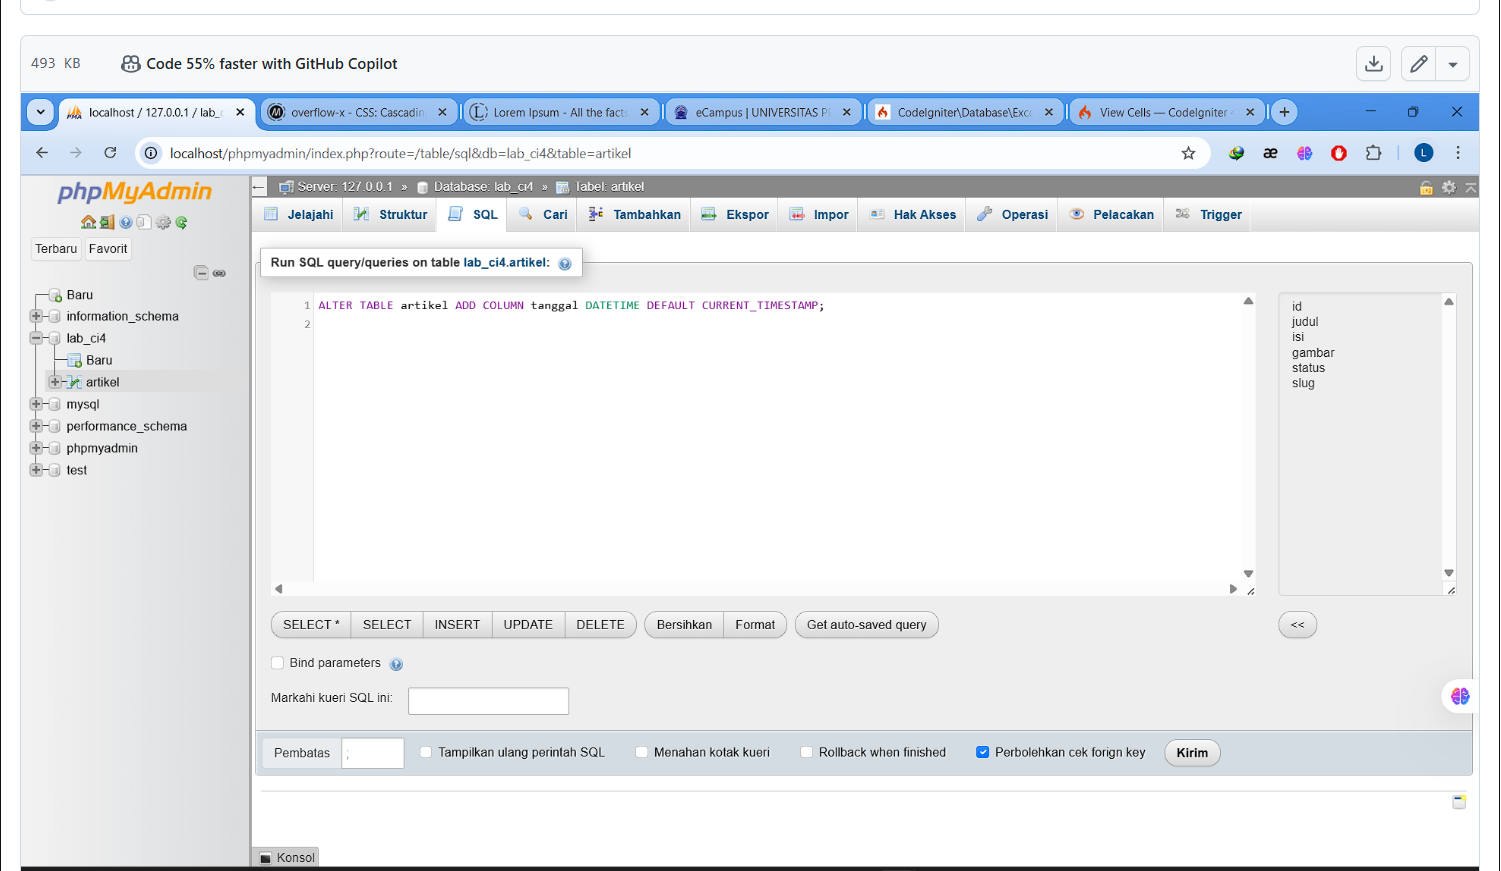 493 KB
Code 55% faster with GitHub Copilot
localhost / 127.0.0.1 / lab_c
overflow-x - CSS: Cascadin
Lorem Ipsum - All the facts
eCampus | UNIVERSITAS P
CodeIgniter\Database\Exc
View Cells — CodeIgniter
localhost/phpmyadmin/index.php?route=/table/sql&db=lab_ci4&table=artikel
L
phpMyAdmin
Server: 127.0.0.1 » Database: lab_ci4 » Tabel: artikel
Jelajahi
Struktur
SQL
Cari
Tambahkan
Ekspor
Impor
Hak Akses
Operasi
Pelacakan
Trigger
Terbaru
Favorit
Baru
information_schema
lab_ci4
Baru
artikel
mysql
performance_schema
phpmyadmin
test
Run SQL query/queries on table lab_ci4.artikel:
1 ALTER TABLE artikel ADD COLUMN tanggal DATETIME DEFAULT CURRENT_TIMESTAMP;
2
id
judul
isi
gambar
status
slug
SELECT *
SELECT
INSERT
UPDATE
DELETE
Bersihkan
Format
Get auto-saved query
<<
Bind parameters
Markahi kueri SQL ini:
Pembatas
;
Tampilkan ulang perintah SQL
Menahan kotak kueri
Rollback when finished
Perbolehkan cek forign key
Kirim
Konsol